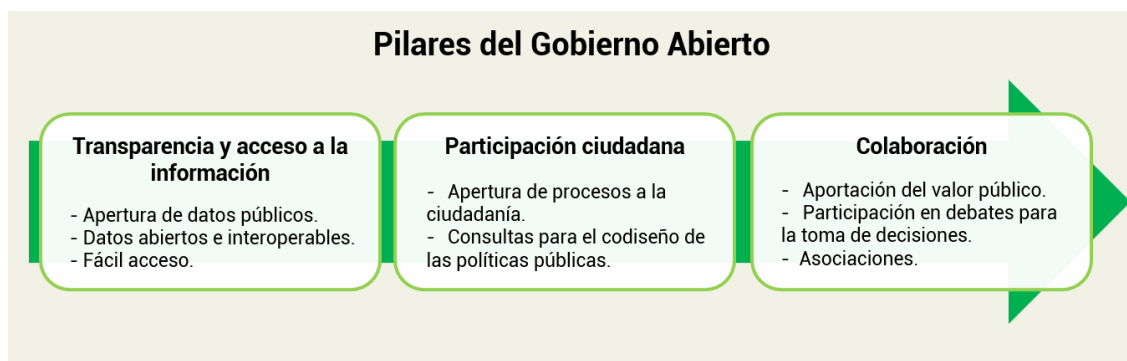 Pilares del Gobierno Abierto
Transparencia y acceso a la
información
- Apertura de datos públicos.
- Datos abiertos e interoperables.
- Fácil acceso.
Participación ciudadana
- Apertura de procesos a la
ciudadanía.
- Consultas para el codiseño de
las políticas públicas.
Colaboración
- Aportación del valor público.
- Participación en debates para
la toma de decisiones.
- Asociaciones.